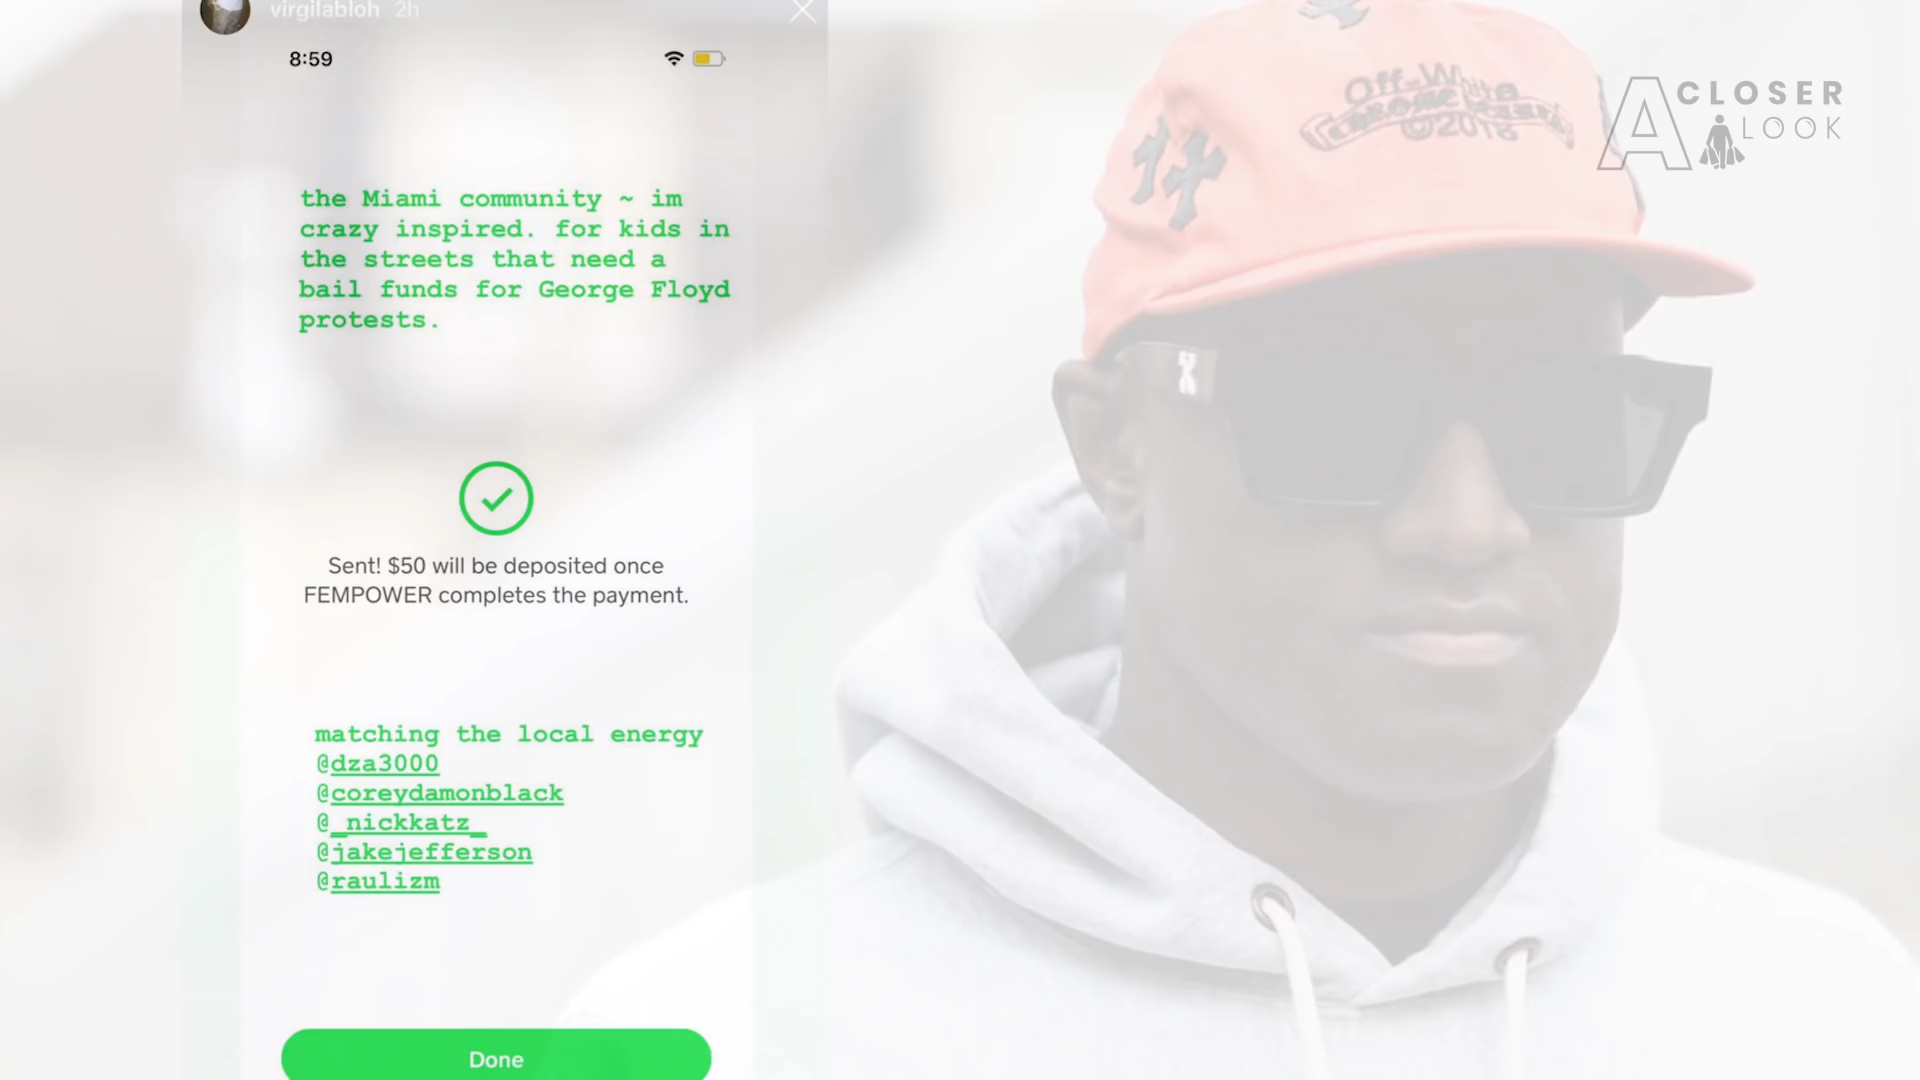 virgilabloh 2h
8:59
the Miami community ~ im
crazy inspired. for kids in
the streets that need a
bail funds for George Floyd
protests.
Sent! $50 will be deposited once
FEMPOWER completes the payment.
matching the local energy
@dza3000
@coreydamonblack
@_nickkatz_
@jakejefferson
@raulizm
Done
Off-White
©2018
A CLOSER
LOOK